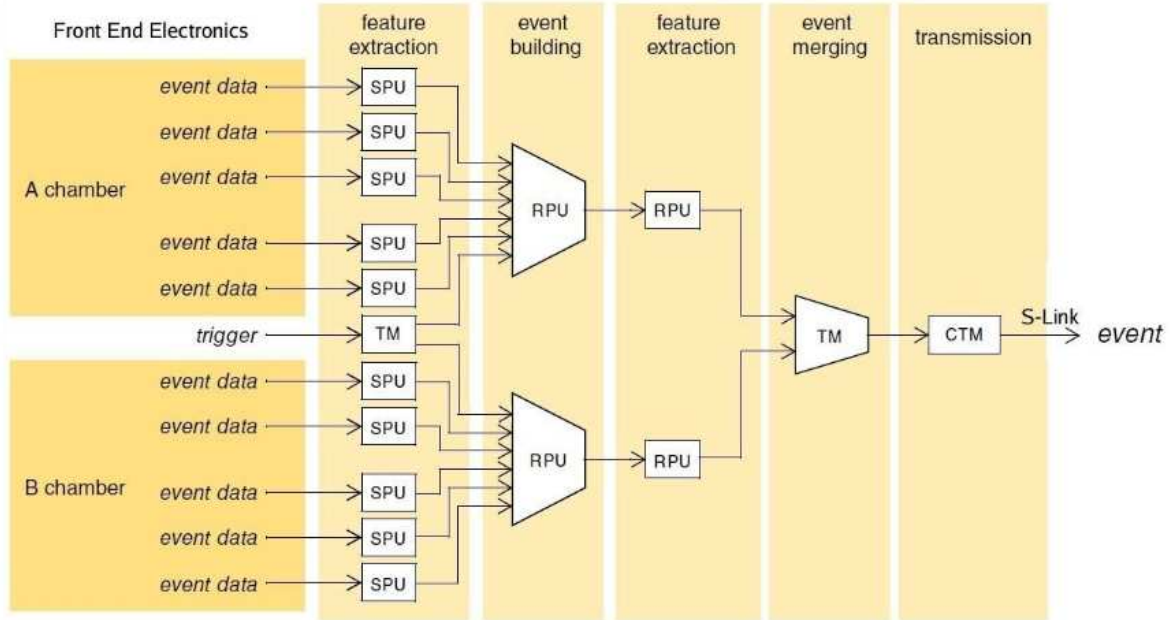 Front End Electronics
feature
extraction
event
building
feature
extraction
event
merging
transmission
A chamber
event data
event data
event data
event data
event data
trigger
B chamber
event data
event data
event data
event data
event data
SPU
SPU
SPU
SPU
SPU
TM
SPU
SPU
SPU
SPU
SPU
RPU
RPU
RPU
RPU
TM
CTM
S-Link
event